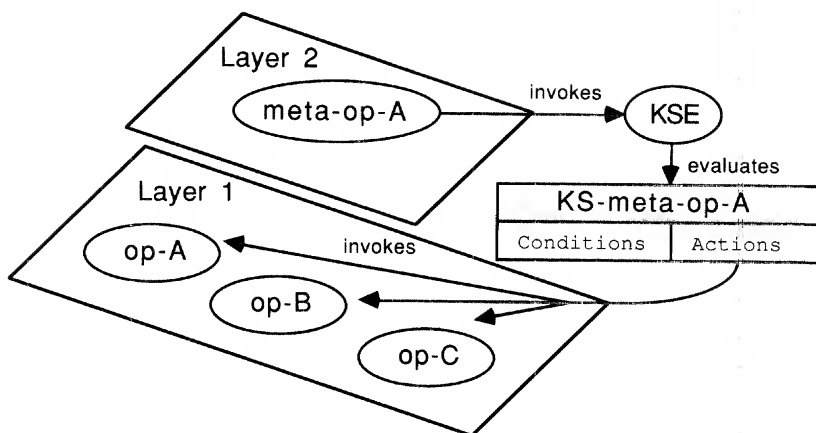 Layer 2
invokes
meta-op-A
KSE
evaluates
Layer 1
KS-meta-op-A
op-A
invokes
Conditions
Actions
op-B
op-C